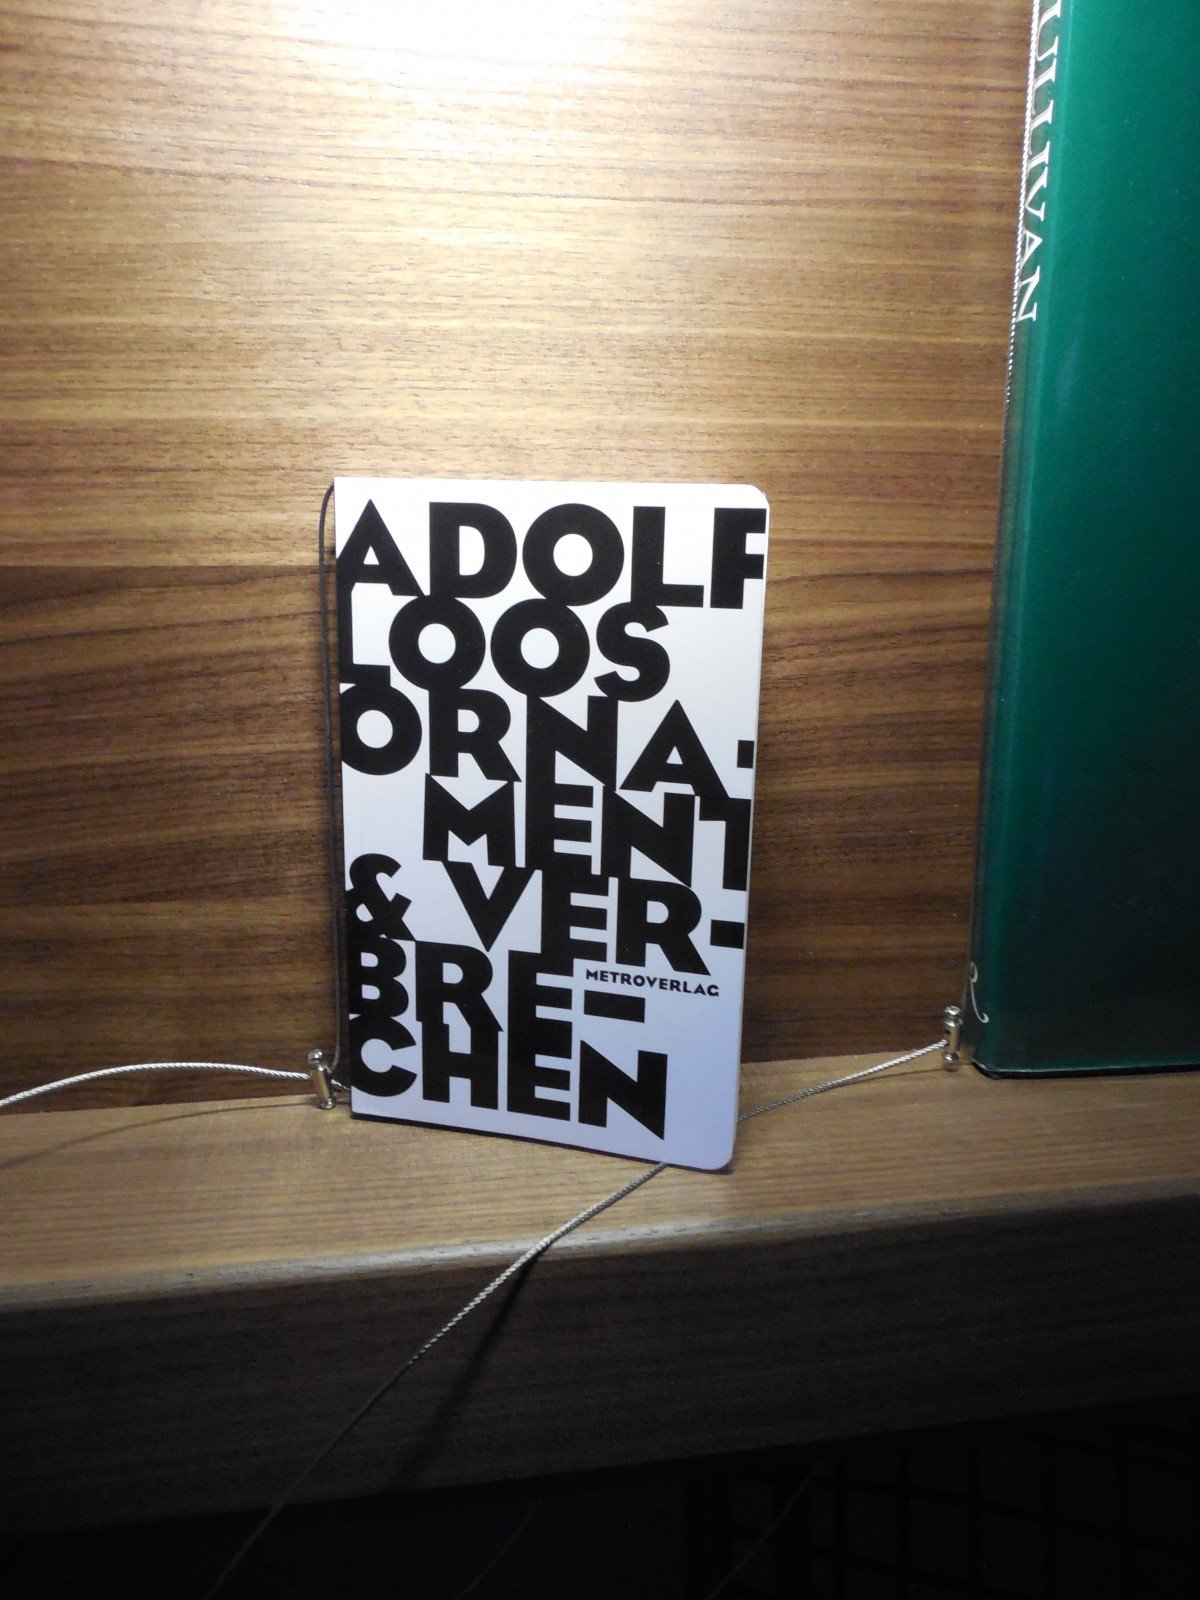 ADOLF
LOOS
ORNA-
MENT
& VER-
BRE-
CHEN
METROVERLAG
ULLIVAN